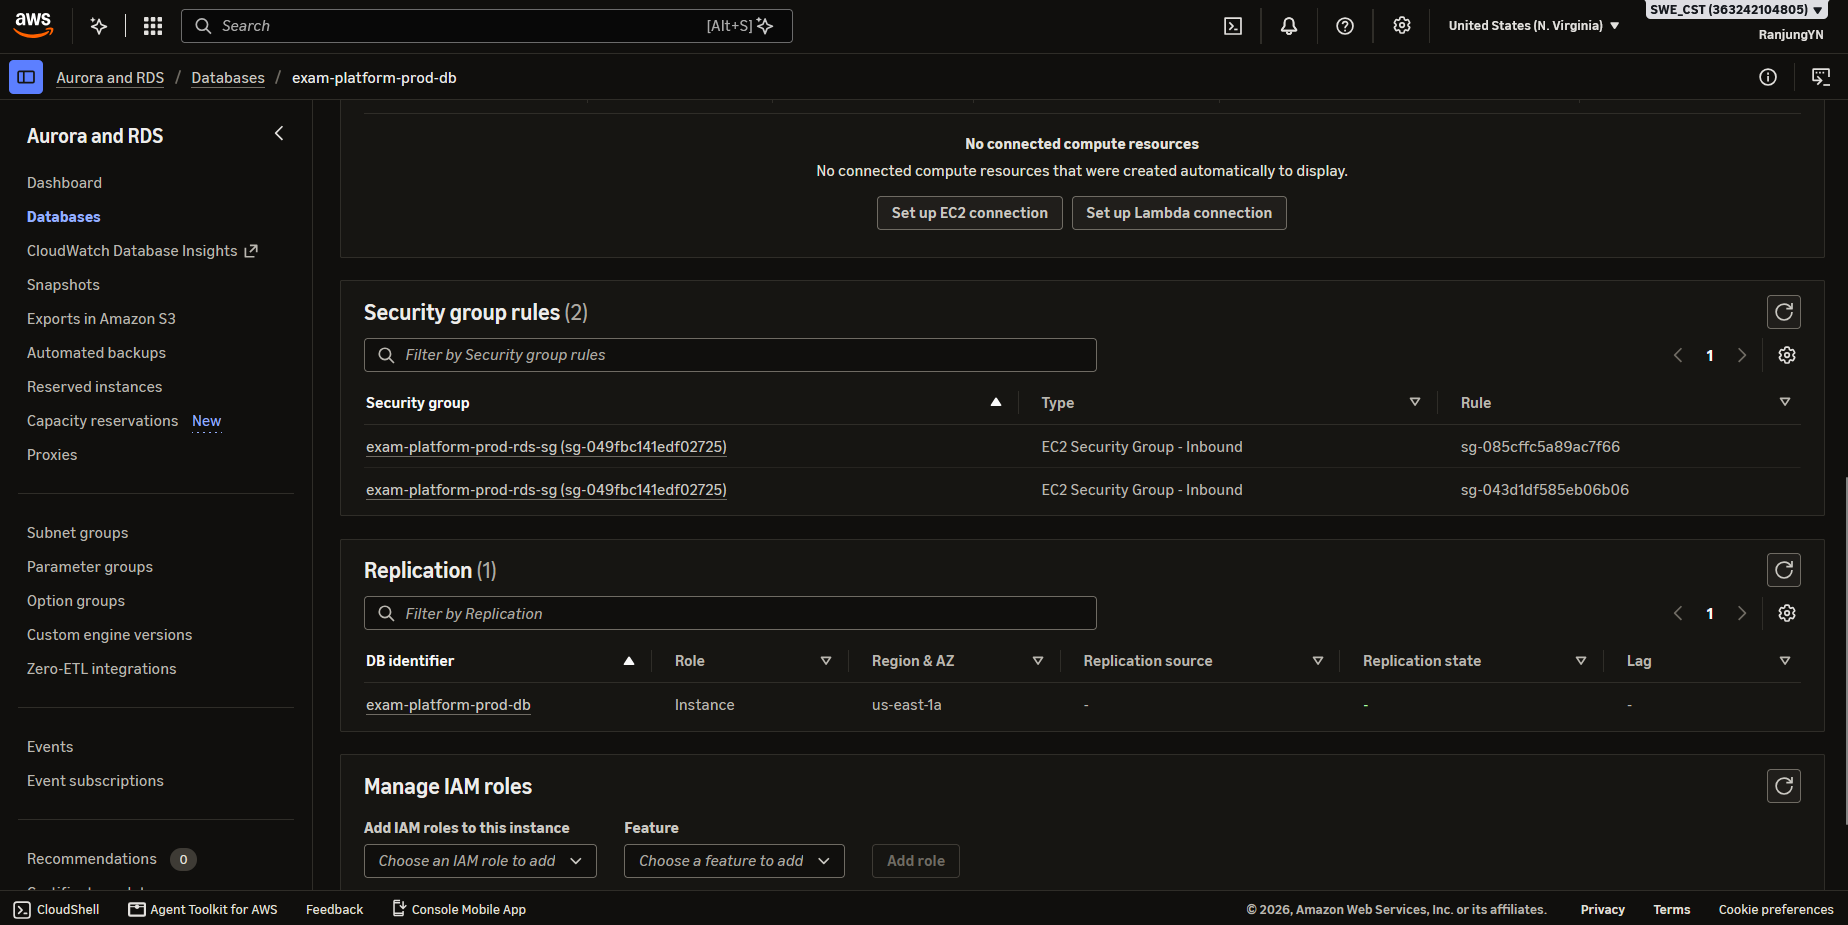 aws
Search
[Alt+S]
United States (N. Virginia)
SWE_CST (363242104805)
RanjungYN
Aurora and RDS / Databases / exam-platform-prod-db
Aurora and RDS
Dashboard
Databases
CloudWatch Database Insights
Snapshots
Exports in Amazon S3
Automated backups
Reserved instances
Capacity reservations New
Proxies
Subnet groups
Parameter groups
Option groups
Custom engine versions
Zero-ETL integrations
Events
Event subscriptions
Recommendations 0
No connected compute resources
No connected compute resources that were created automatically to display.
Set up EC2 connection Set up Lambda connection
Security group rules (2)
Filter by Security group rules
1
Security group Type Rule
exam-platform-prod-rds-sg (sg-049fbc141edf02725) EC2 Security Group - Inbound sg-085cffc5a89ac7f66
exam-platform-prod-rds-sg (sg-049fbc141edf02725) EC2 Security Group - Inbound sg-043d1df585eb06b06
Replication (1)
Filter by Replication
1
DB identifier Role Region & AZ Replication source Replication state Lag
exam-platform-prod-db Instance us-east-1a - - -
Manage IAM roles
Add IAM roles to this instance Feature
Choose an IAM role to add Choose a feature to add Add role
CloudShell Agent Toolkit for AWS Feedback Console Mobile App © 2026, Amazon Web Services, Inc. or its affiliates. Privacy Terms Cookie preferences